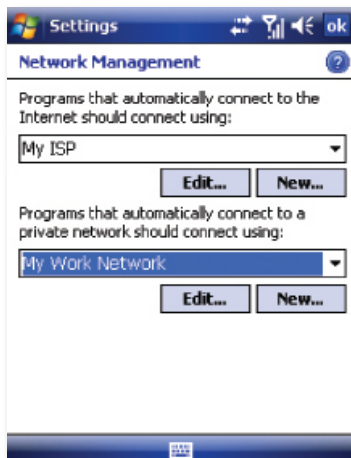 Settings
ok
Network Management
?
Programs that automatically connect to the
Internet should connect using:
My ISP
Edit...
New...
Programs that automatically connect to a
private network should connect using:
My Work Network
Edit...
New...